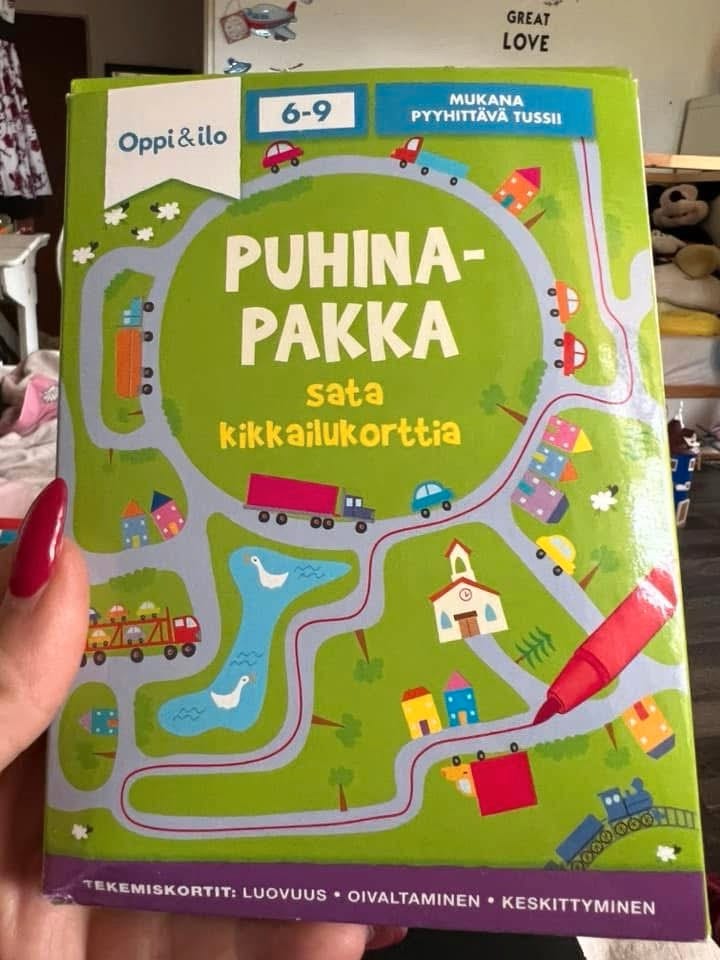 GREAT
LOVE
Oppi&ilo
6-9
MUKANA
PYYHITTÄVÄ TUSSI!
PUHINA-
PAKKA
sata
kikkailukorttia
TEKEMISKORTIT: LUOVUUS • OIVALTAMINEN • KESKITTYMINEN